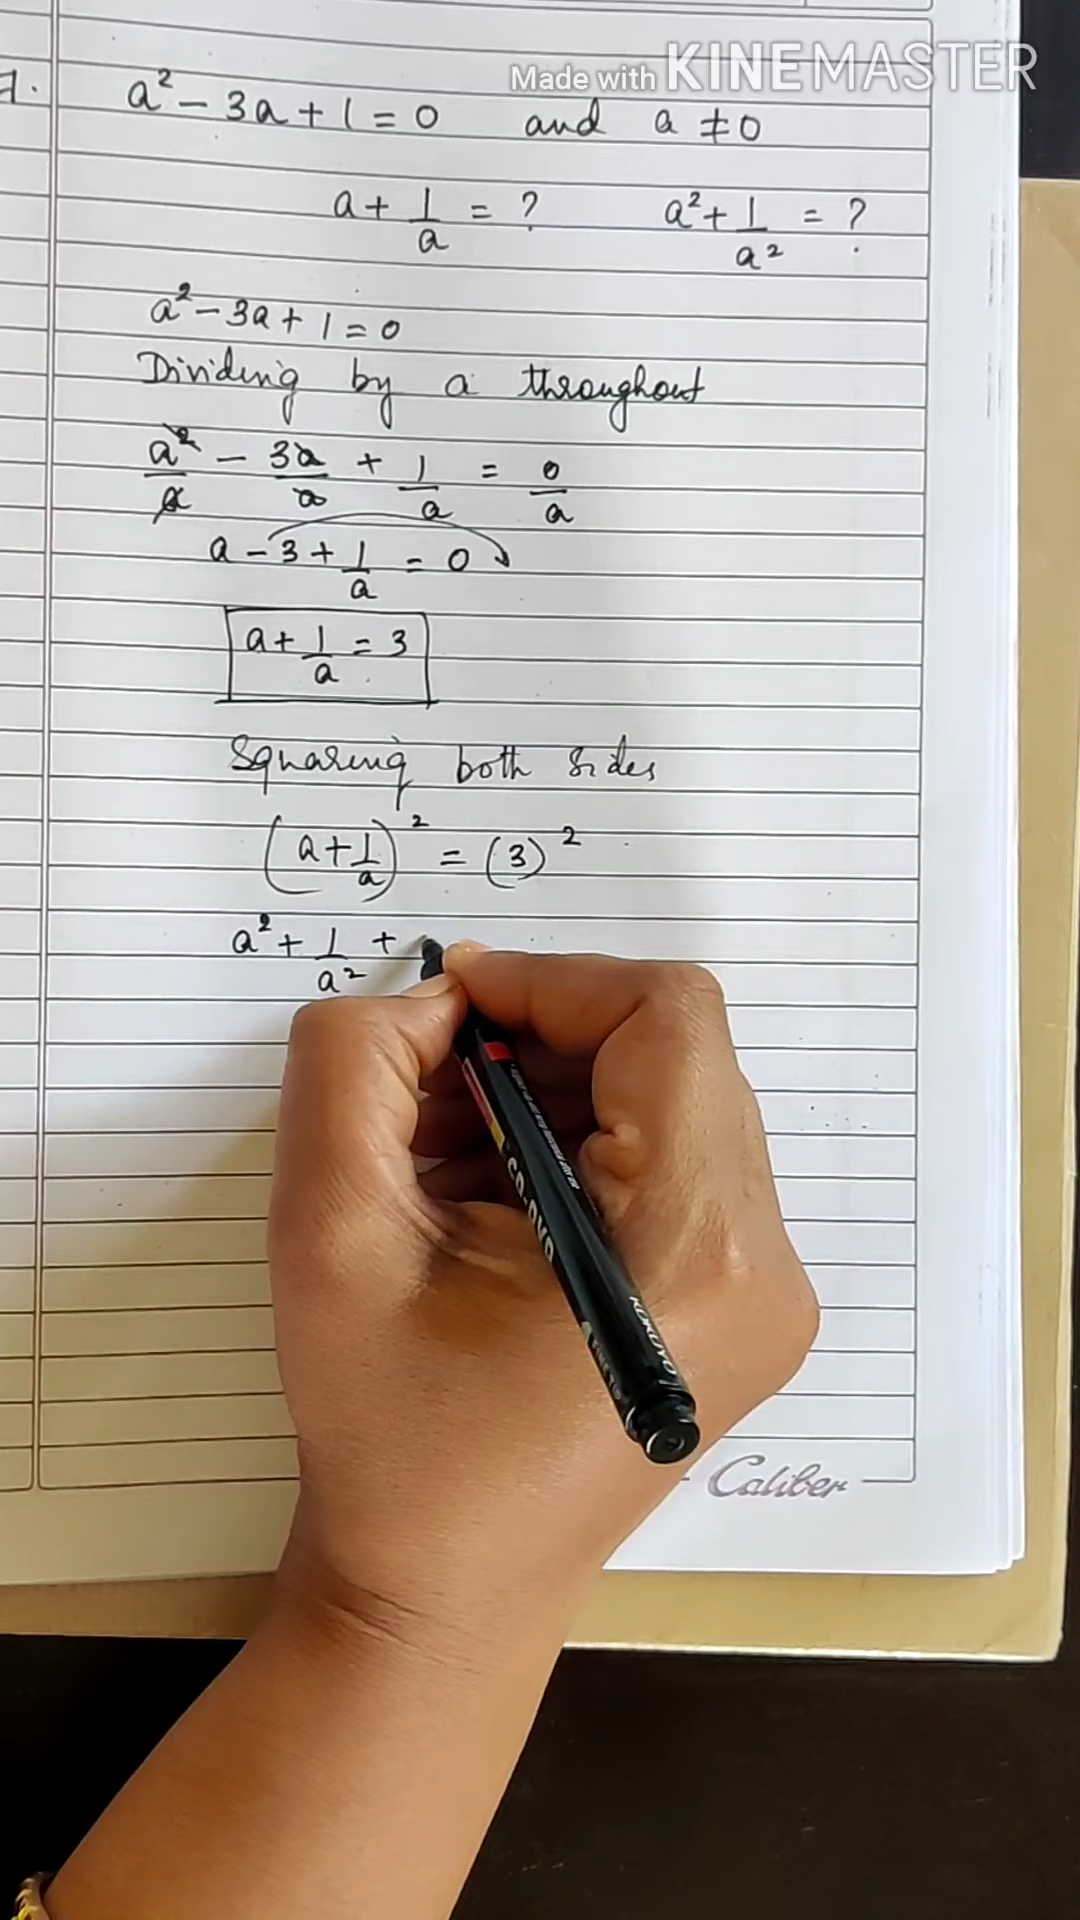 Made with KINEMASTER
7. a² - 3a + 1 = 0 and a ≠ 0
a + 1/a = ? a² + 1/a² = ?
a² - 3a + 1 = 0
Dividing by a throughout
a²/a - 3a/a + 1/a = 0/a
a - 3 + 1/a = 0
a + 1/a = 3
Squaring both sides
(a + 1/a)² = (3)²
a² + 1/a² +
KOKUYO
Caliber